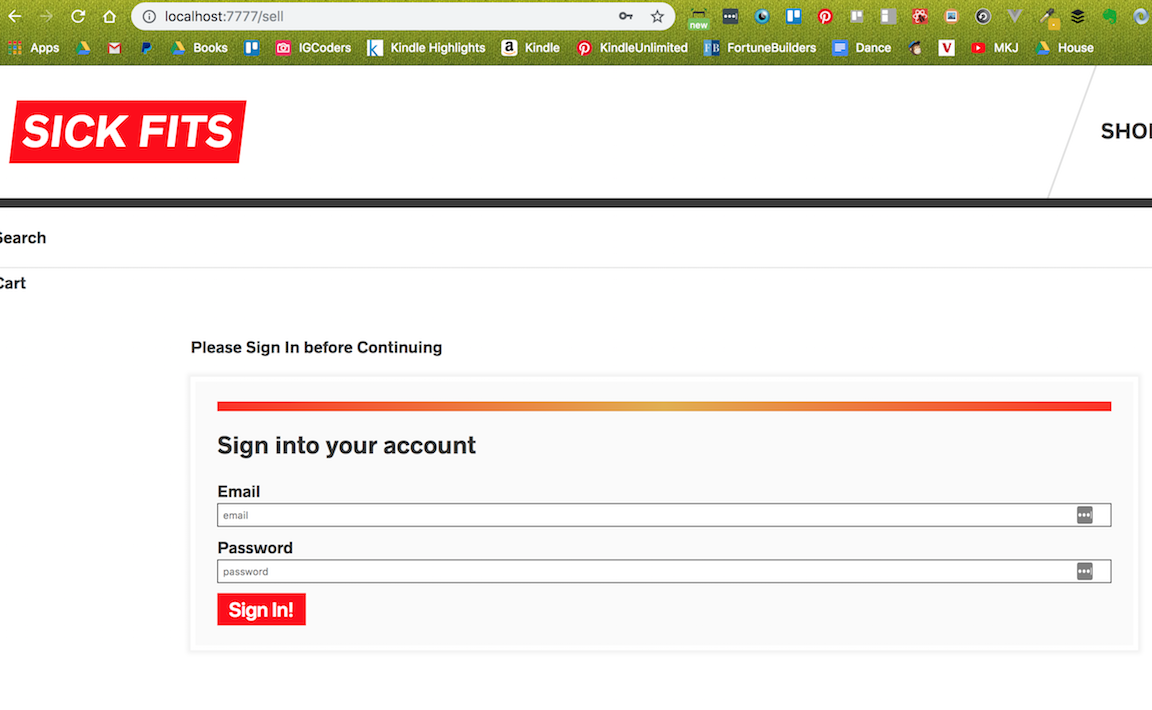 localhost:7777/sell
new
Apps Books IGCoders k Kindle Highlights a Kindle KindleUnlimited FB FortuneBuilders Dance V MKJ House
SICK FITS
SHO
Search
Cart
Please Sign In before Continuing
Sign into your account
Email
email
Password
password
Sign In!